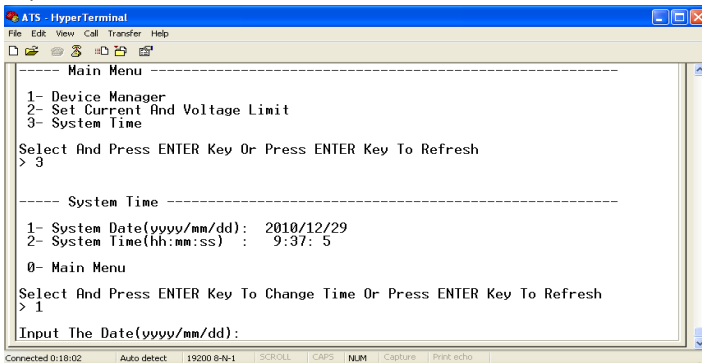 ATS - HyperTerminal
File Edit View Call Transfer Help
----- Main Menu -----------------------------------------------------
1- Device Manager
2- Set Current And Voltage Limit
3- System Time
Select And Press ENTER Key Or Press ENTER Key To Refresh
> 3
----- System Time ---------------------------------------------------
1- System Date(yyyy/mm/dd): 2010/12/29
2- System Time(hh:mm:ss) : 9:37: 5
0- Main Menu
Select And Press ENTER Key To Change Time Or Press ENTER Key To Refresh
> 1
Input The Date(yyyy/mm/dd):
Connected 0:18:02 Auto detect 19200 8-N-1 SCROLL CAPS NUM Capture Print echo